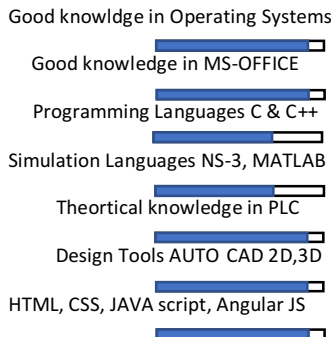 Good knowldge in Operating Systems
Good knowledge in MS-OFFICE
Programming Languages C & C++
Simulation Languages NS-3, MATLAB
Theortical knowledge in PLC
Design Tools AUTO CAD 2D,3D
HTML, CSS, JAVA script, Angular JS